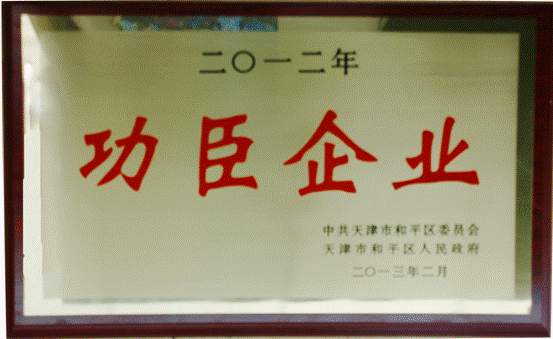 二〇一二年
功臣企业
中共天津市和平区委员会
天津市和平区人民政府
二〇一三年二月